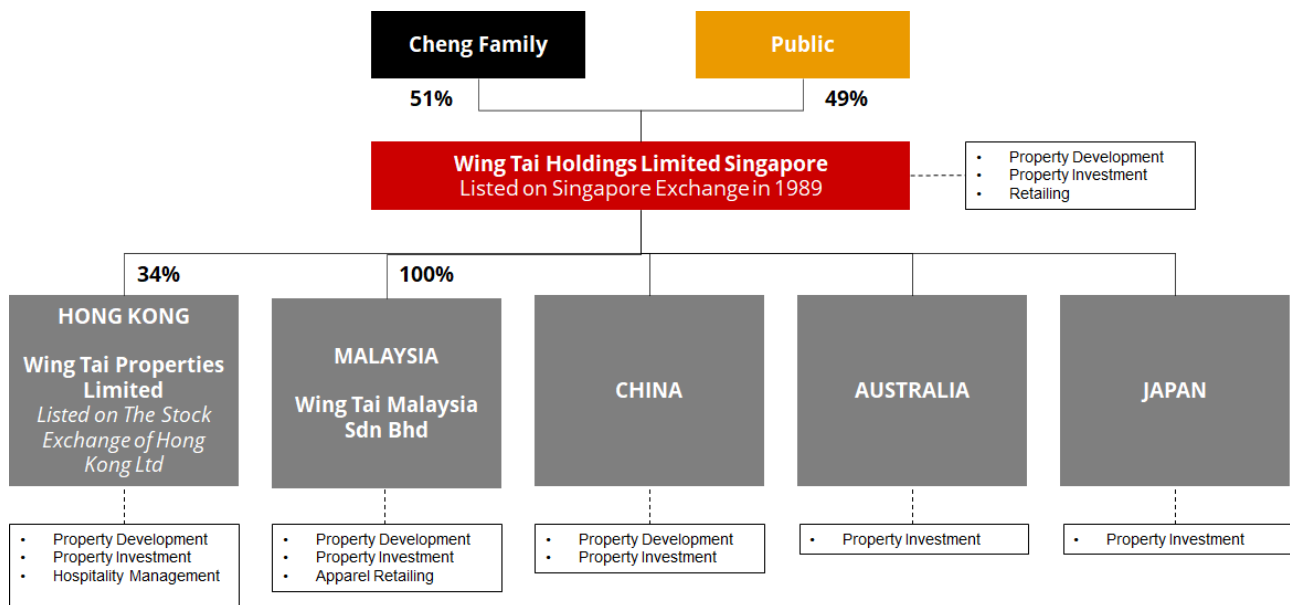 Cheng Family
Public
51%
49%
Wing Tai Holdings Limited Singapore
Listed on Singapore Exchange in 1989
• Property Development
• Property Investment
• Retailing
34%
100%
HONG KONG
Wing Tai Properties
Limited
Listed on The Stock
Exchange of Hong
Kong Ltd
MALAYSIA
Wing Tai Malaysia
Sdn Bhd
CHINA
AUSTRALIA
JAPAN
• Property Development
• Property Investment
• Hospitality Management
• Property Development
• Property Investment
• Apparel Retailing
• Property Development
• Property Investment
• Property Investment
• Property Investment